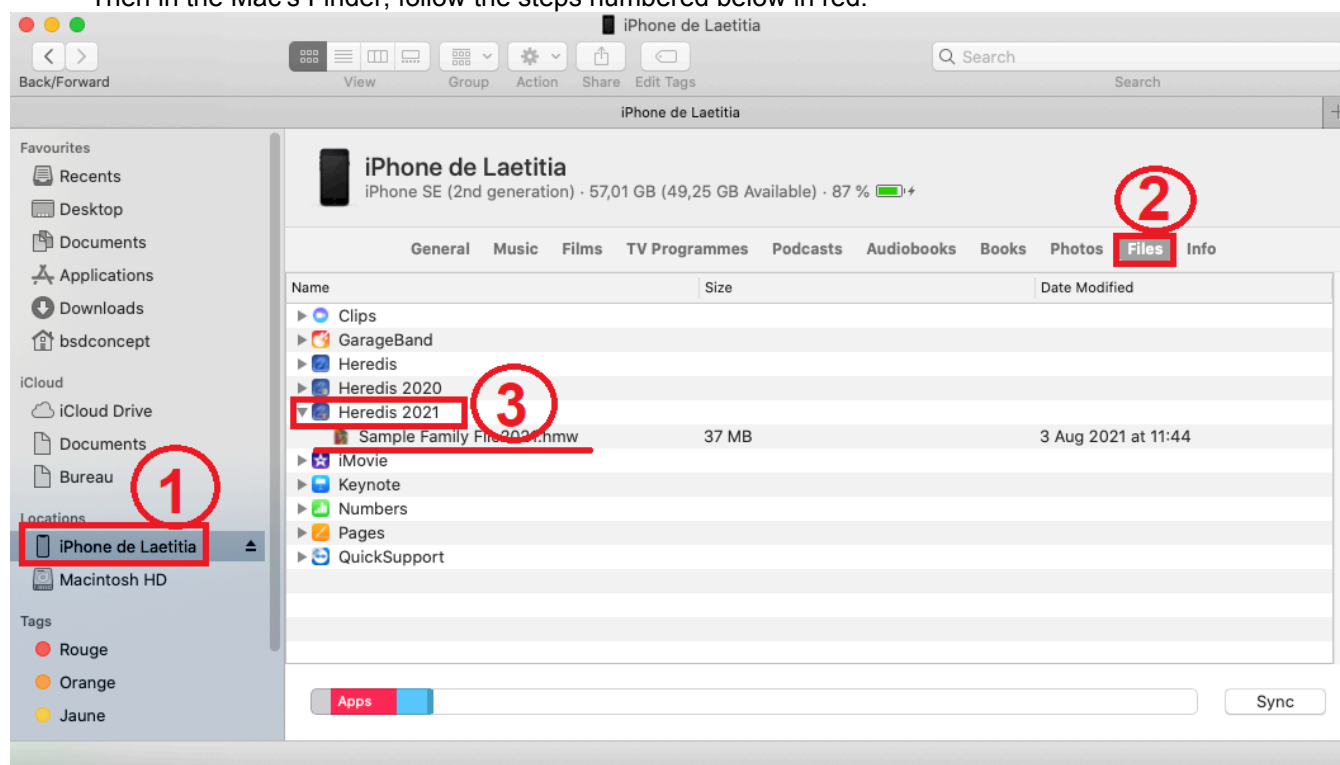 Then in the Mac's Finder, follow the steps numbered below in red:
iPhone de Laetitia
Search
Back/Forward View Group Action Share Edit Tags Search
iPhone de Laetitia
Favourites
Recents
Desktop
Documents
Applications
Downloads
bsdconcept
iCloud
iCloud Drive
Documents
Bureau
1
Locations
iPhone de Laetitia
Macintosh HD
Tags
Rouge
Orange
Jaune
iPhone de Laetitia
iPhone SE (2nd generation) · 57,01 GB (49,25 GB Available) · 87 %
2
General Music Films TV Programmes Podcasts Audiobooks Books Photos Files Info
Name Size Date Modified
Clips
GarageBand
Heredis
Heredis 2020
3
Heredis 2021
Sample Family File2021.hmw 37 MB 3 Aug 2021 at 11:44
iMovie
Keynote
Numbers
Pages
QuickSupport
Apps Sync